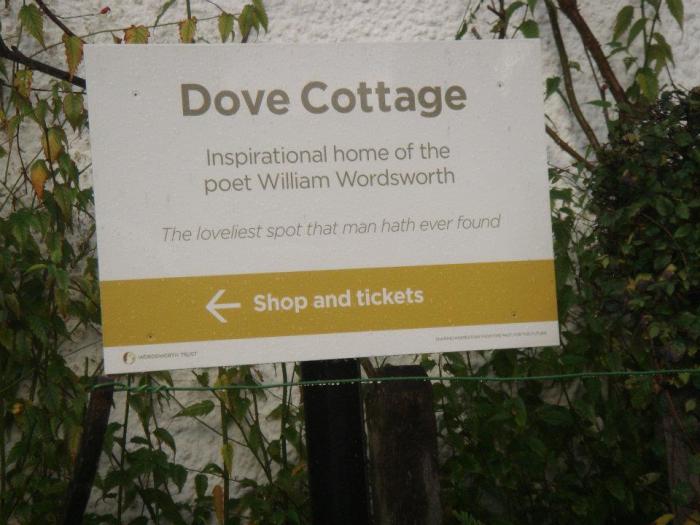 Dove Cottage
Inspirational home of the
poet William Wordsworth
The loveliest spot that man hath ever found
Shop and tickets
WORDSWORTH TRUST